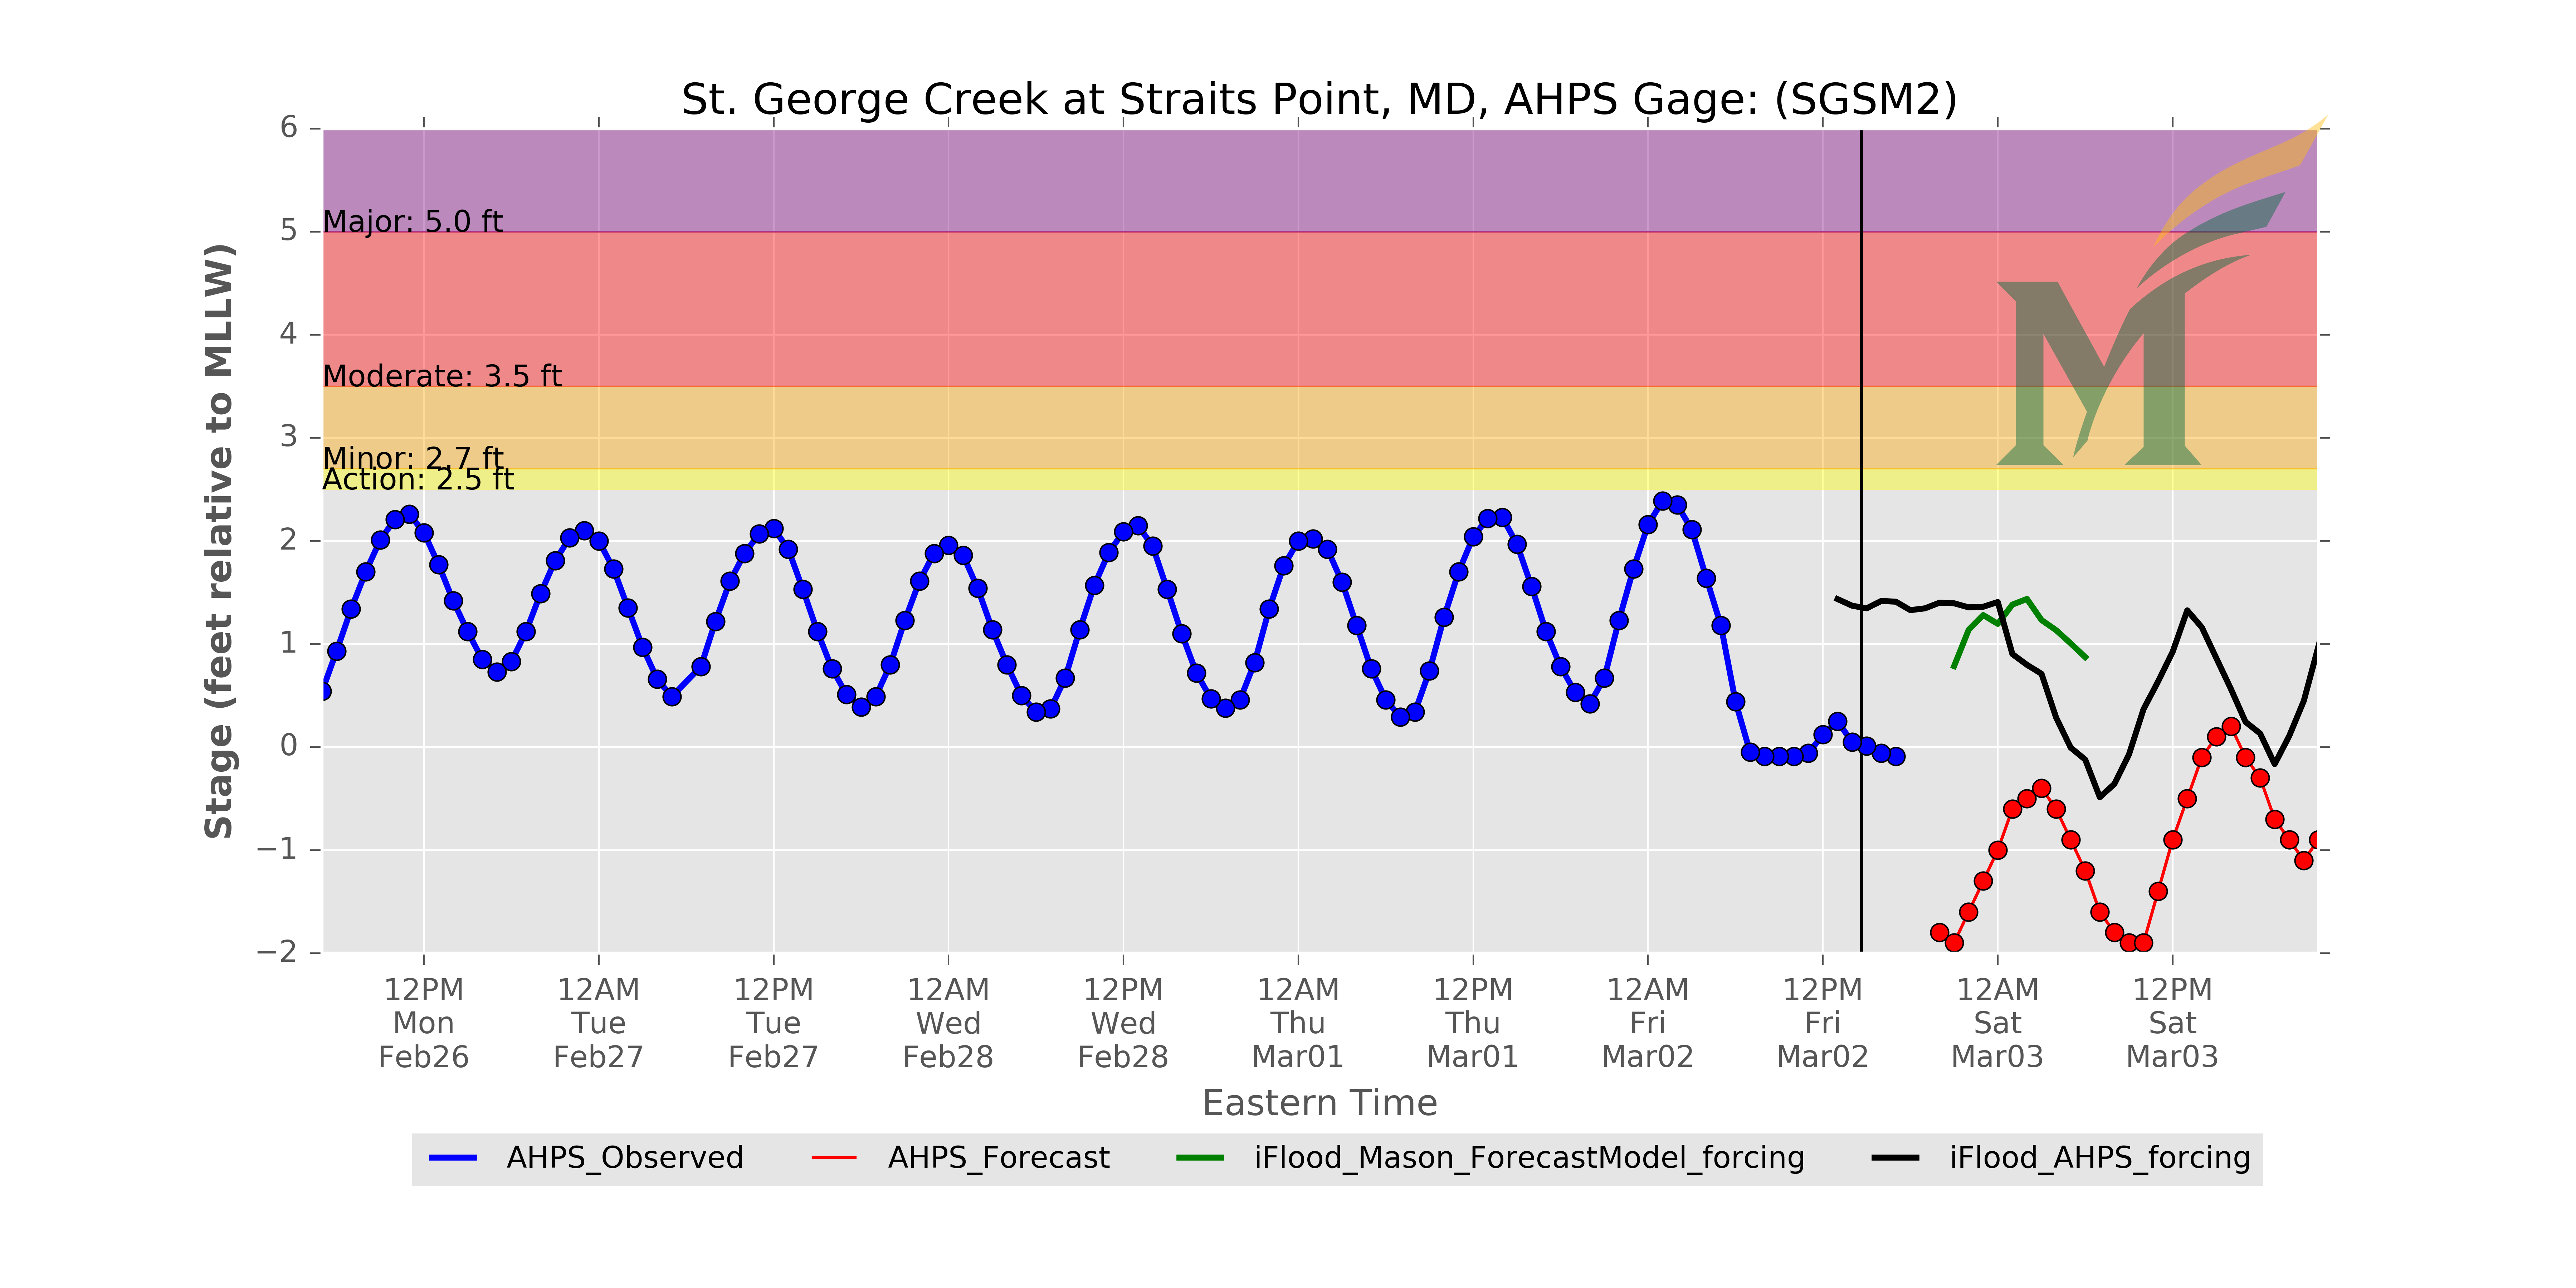 St. George Creek at Straits Point, MD, AHPS Gage: (SGSM2)
Stage (feet relative to MLLW)
6
5
4
3
2
1
0
−1
−2
Major: 5.0 ft
Moderate: 3.5 ft
Minor: 2.7 ft
Action: 2.5 ft
M
12PM Mon Feb26
12AM Tue Feb27
12PM Tue Feb27
12AM Wed Feb28
12PM Wed Feb28
12AM Thu Mar01
12PM Thu Mar01
12AM Fri Mar02
12PM Fri Mar02
12AM Sat Mar03
12PM Sat Mar03
Eastern Time
AHPS_Observed
AHPS_Forecast
iFlood_Mason_ForecastModel_forcing
iFlood_AHPS_forcing